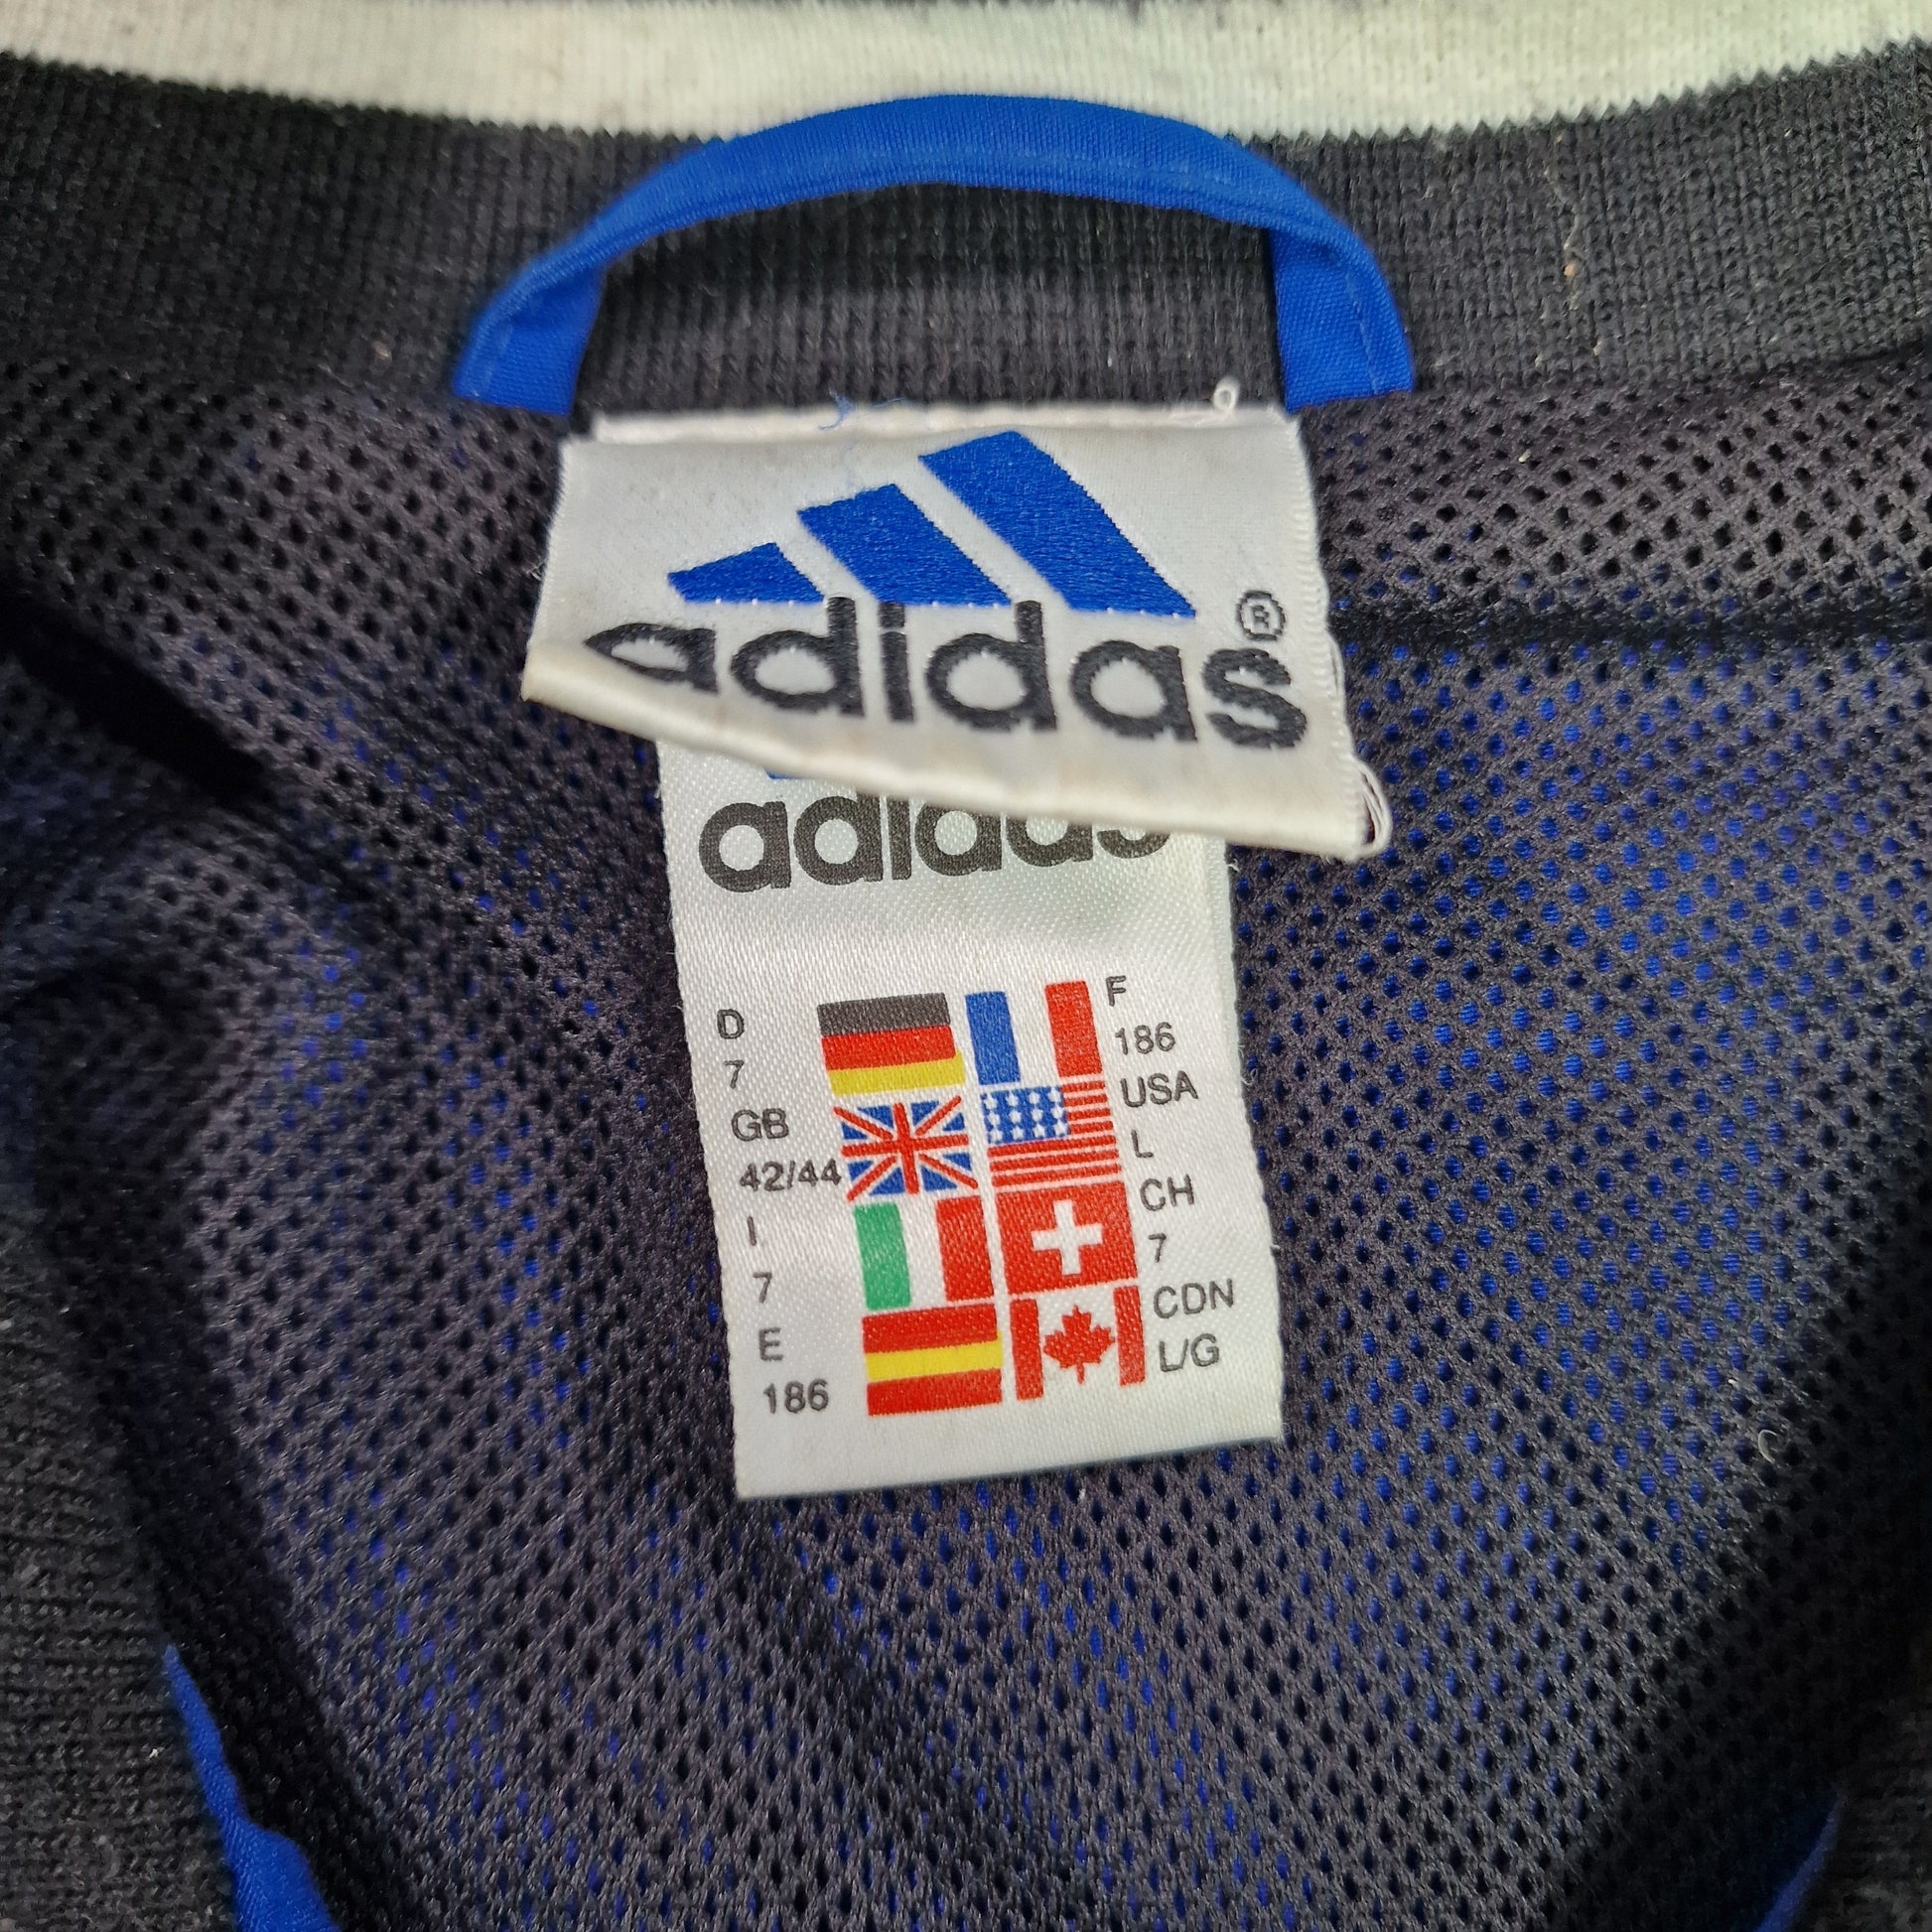 adidas®
adidas
D
7
GB
42/44
I
7
E
186
F
186
USA
L
CH
7
CDN
L/G